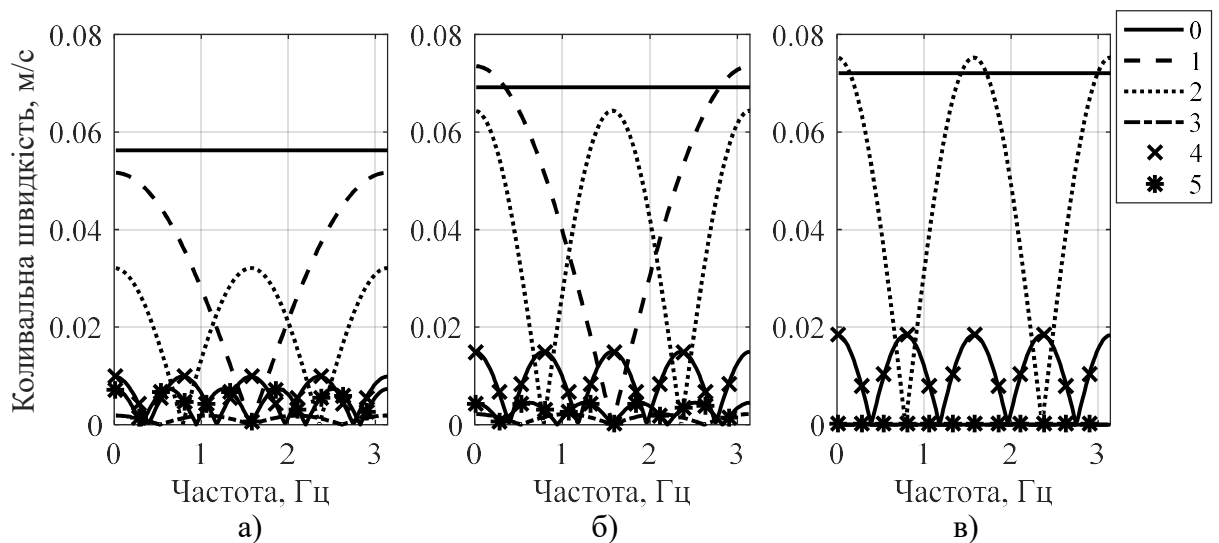 0.08 0.08 0.08 0
1
0.06 0.06 0.06 2
3
4
0.04 0.04 0.04 5
0.02 0.02 0.02
0 0 0
0 1 2 3 0 1 2 3 0 1 2 3
Коливальна швидкість, м/с
Частота, Гц Частота, Гц Частота, Гц
а) б) в)